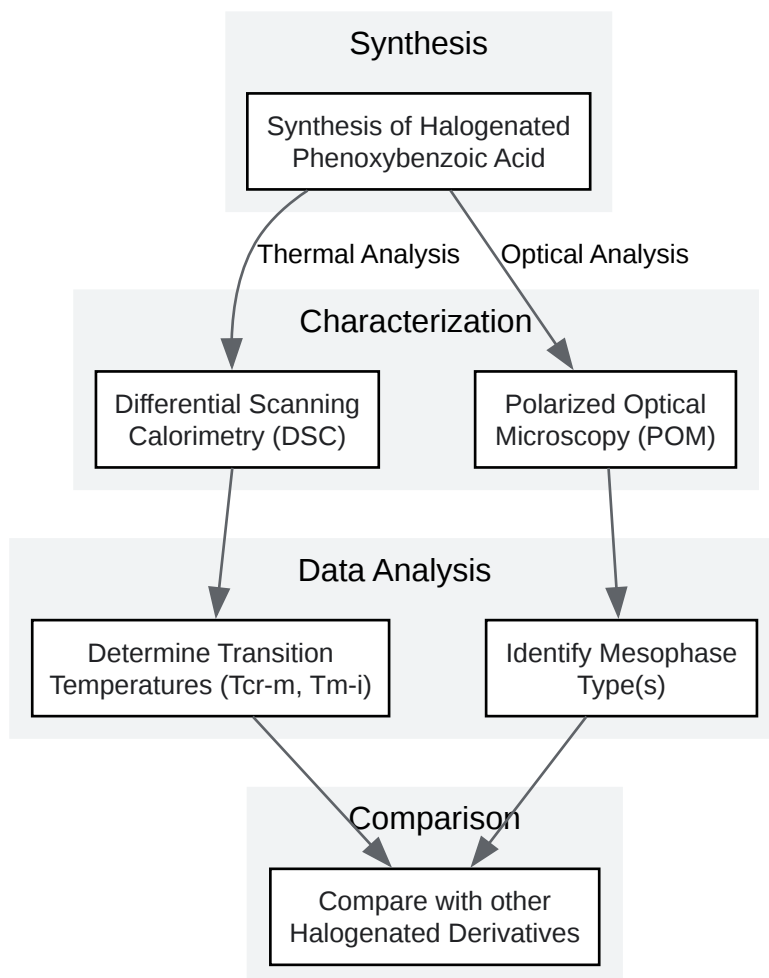 Synthesis
Synthesis of Halogenated
Phenoxybenzoic Acid
Thermal Analysis
Optical Analysis
Characterization
Differential Scanning
Calorimetry (DSC)
Polarized Optical
Microscopy (POM)
Data Analysis
Determine Transition
Temperatures (Tcr-m, Tm-i)
Identify Mesophase
Type(s)
Comparison
Compare with other
Halogenated Derivatives